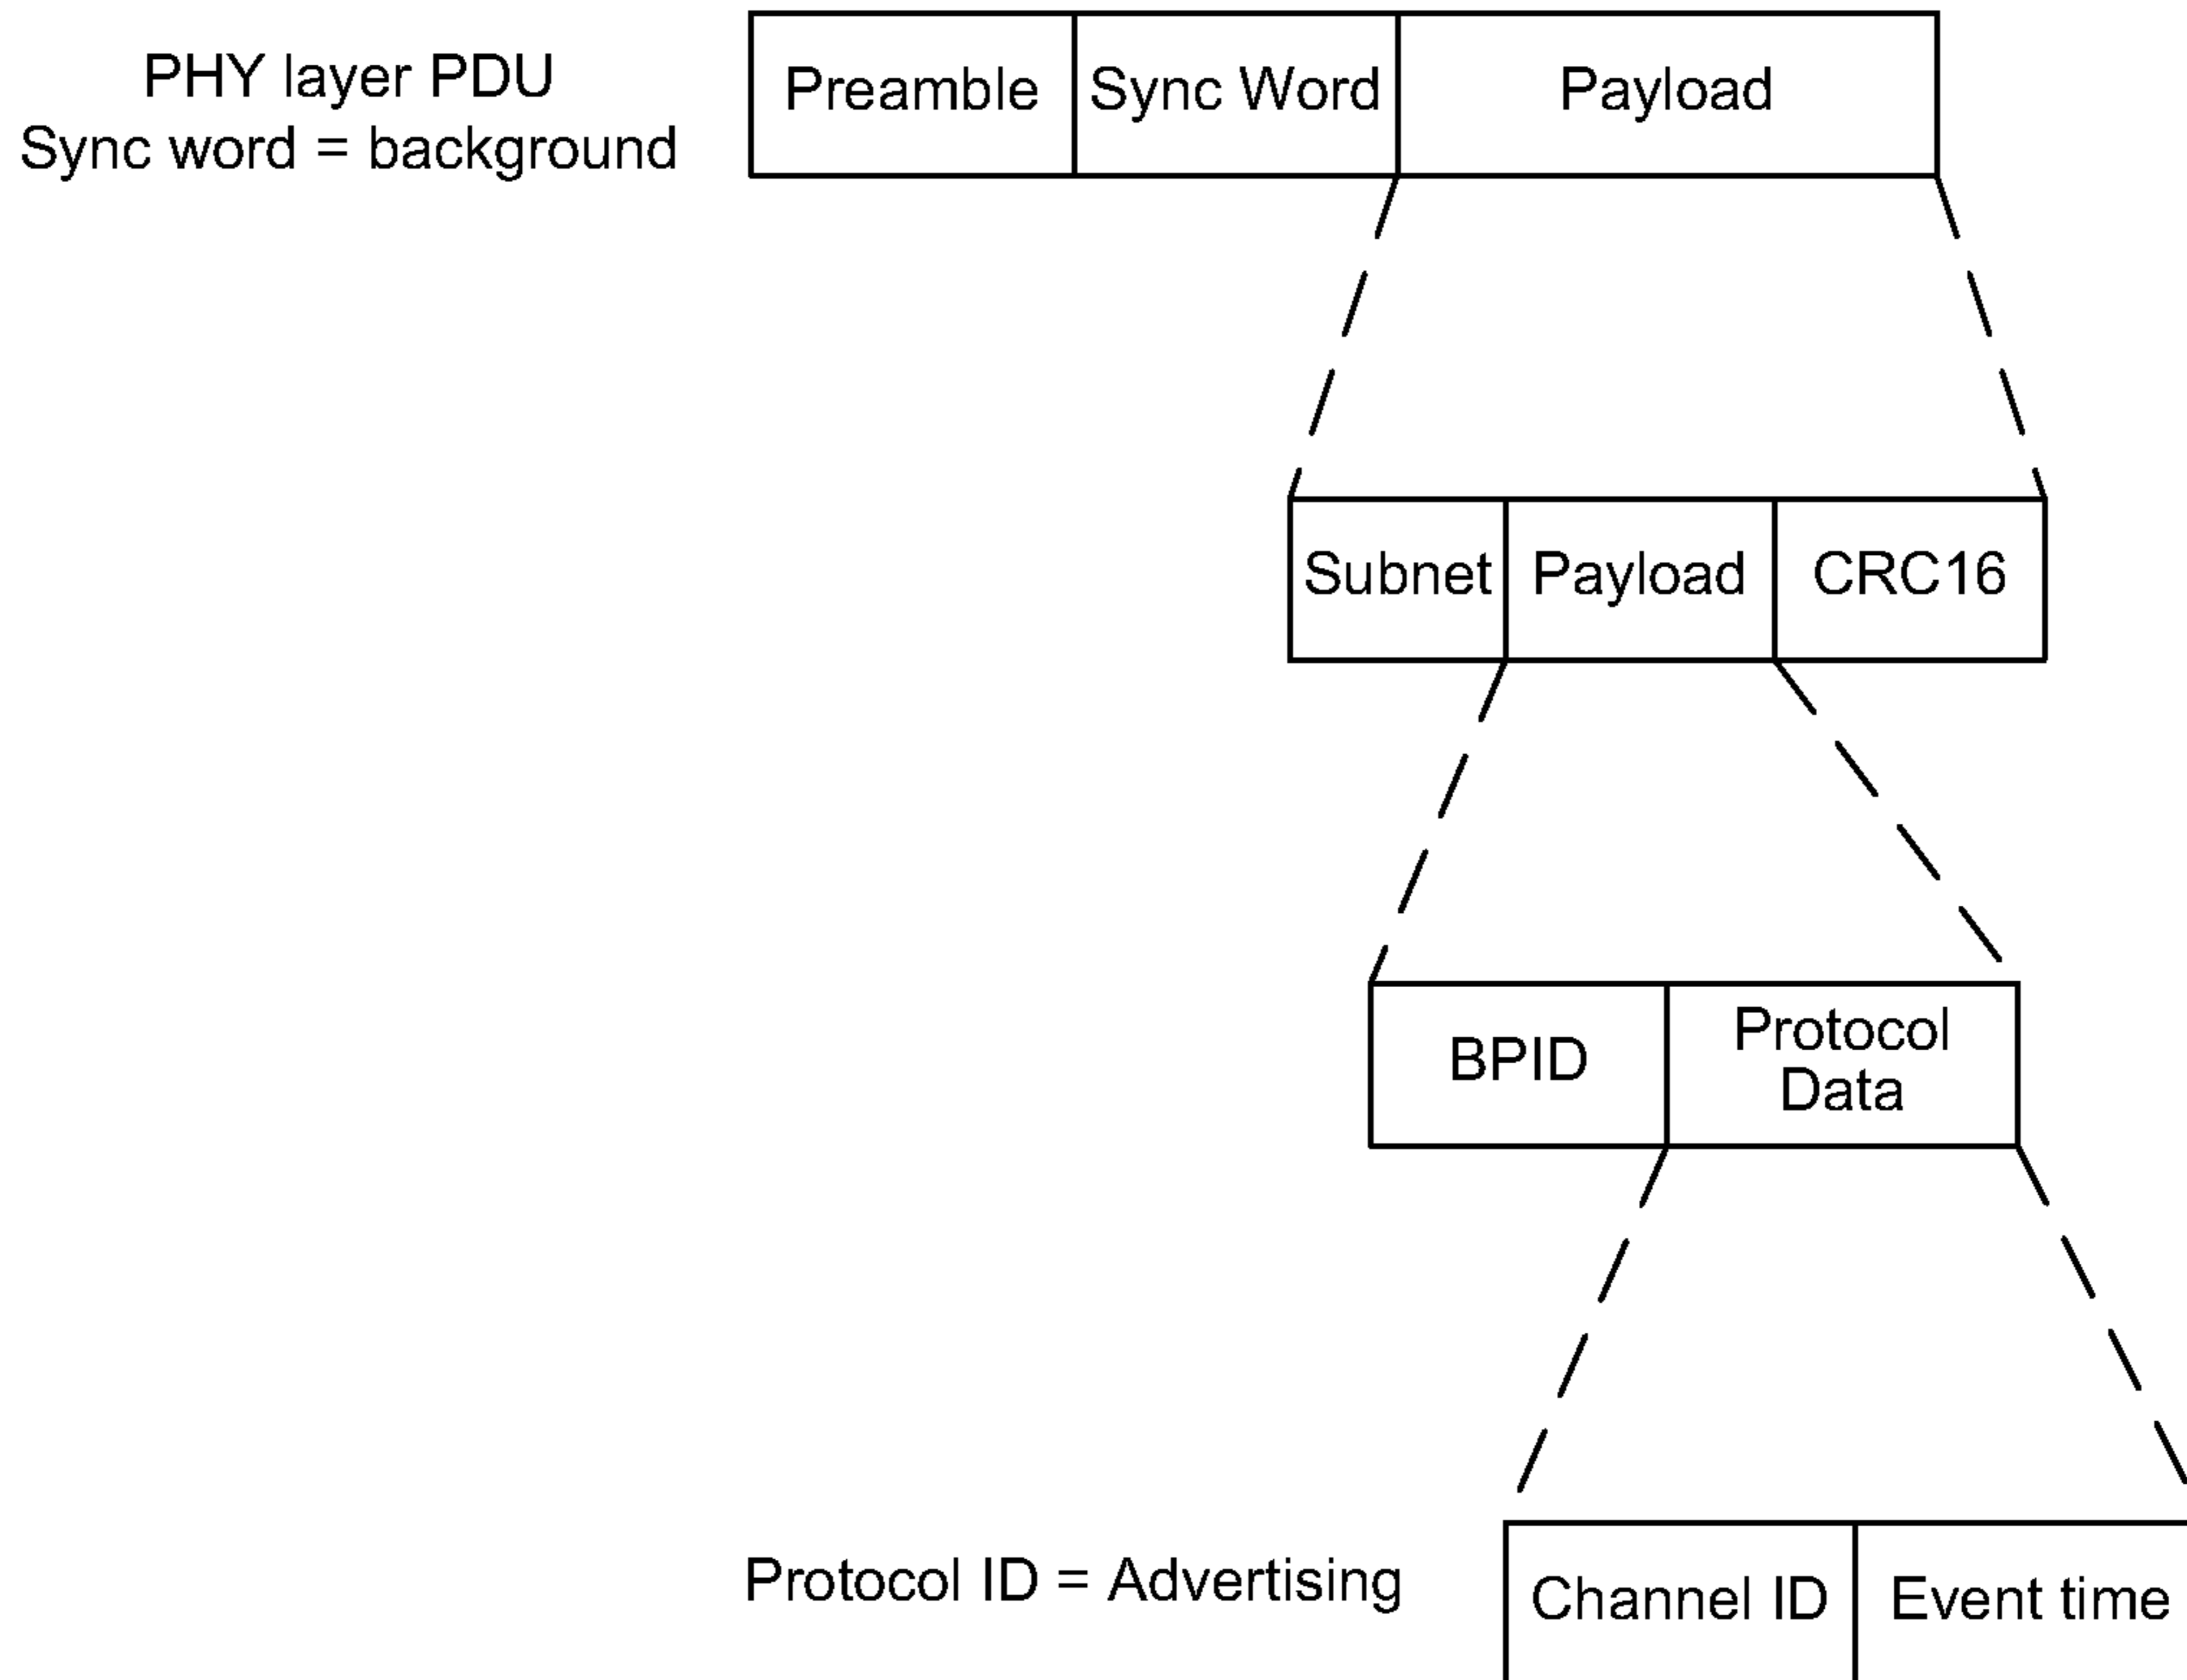 PHY layer PDU
Sync word = background
Preamble Sync Word Payload
Subnet Payload CRC16
BPID Protocol
Data
Protocol ID = Advertising Channel ID Event time